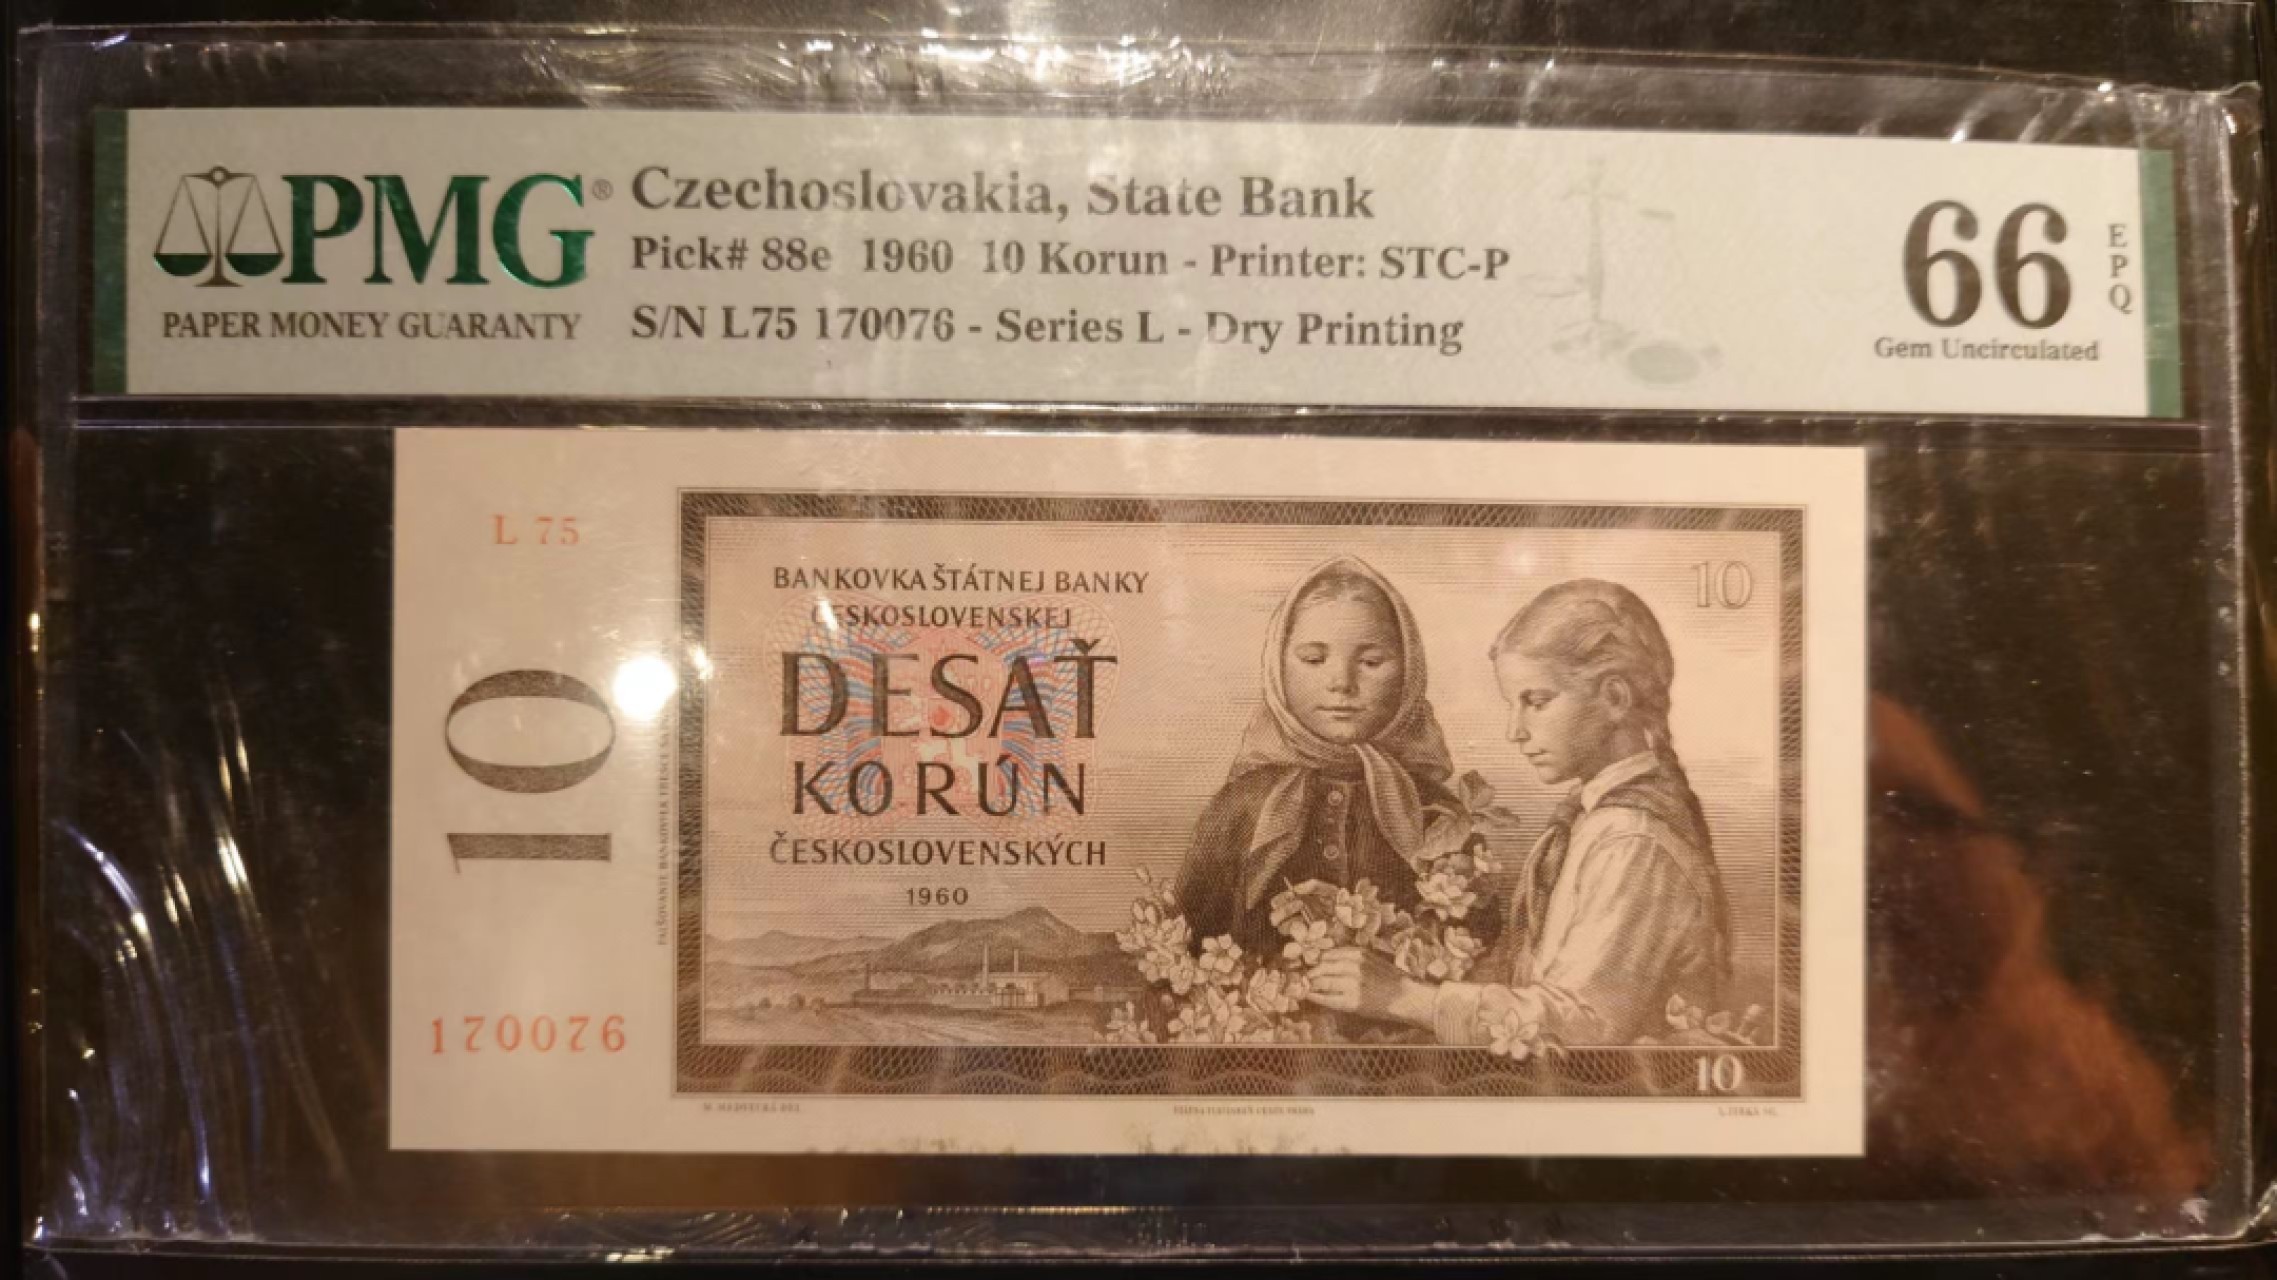 PMG®
PAPER MONEY GUARANTY
Czechoslovakia, State Bank
Pick# 88e 1960 10 Korun - Printer: STC-P
S/N L75 170076 - Series L - Dry Printing
66
EPQ
Gem Uncirculated
L 75
10
170076
BANKOVKA ŠTÁTNEJ BANKY
ČESKOSLOVENSKEJ
DESAŤ
KORÚN
ČESKOSLOVENSKÝCH
1960
10
10